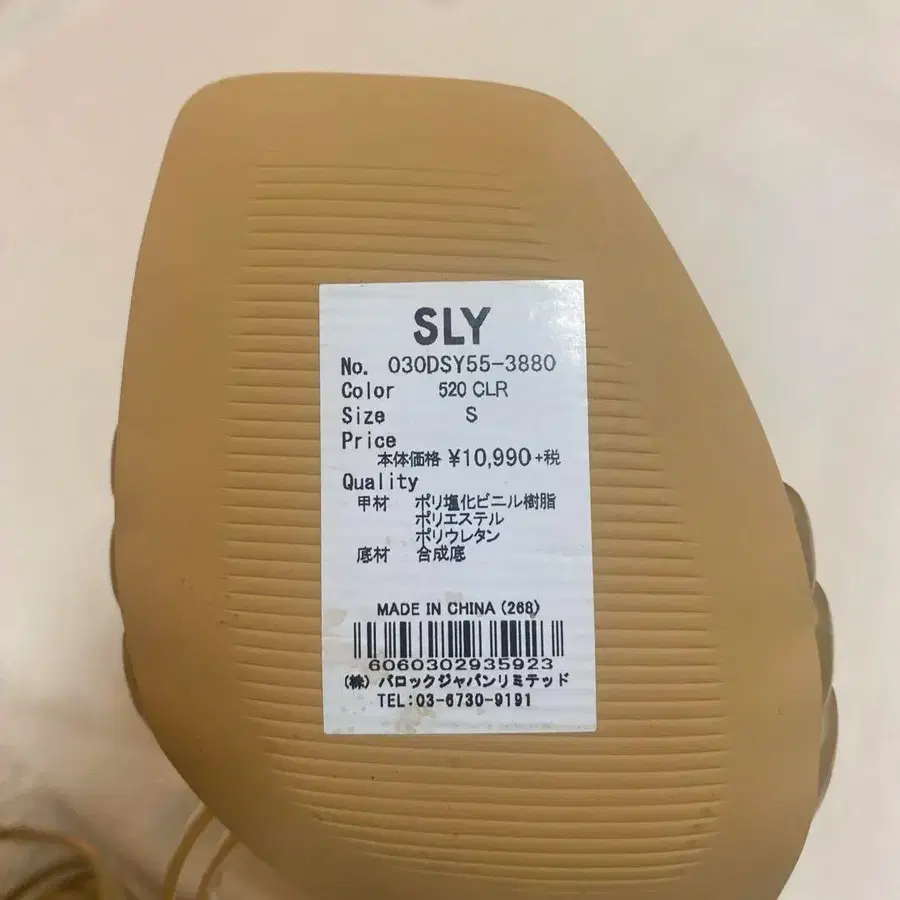 SLY
No. 030DSY55-3880
Color 520 CLR
Size S
Price
本体価格 ¥10,990+税
Quality
甲材 ポリ塩化ビニル樹脂
ポリエステル
ポリウレタン
底材 合成底
MADE IN CHINA (268)
6060302935923
(株) バロックジャパンリミテッド
TEL:03-6730-9191